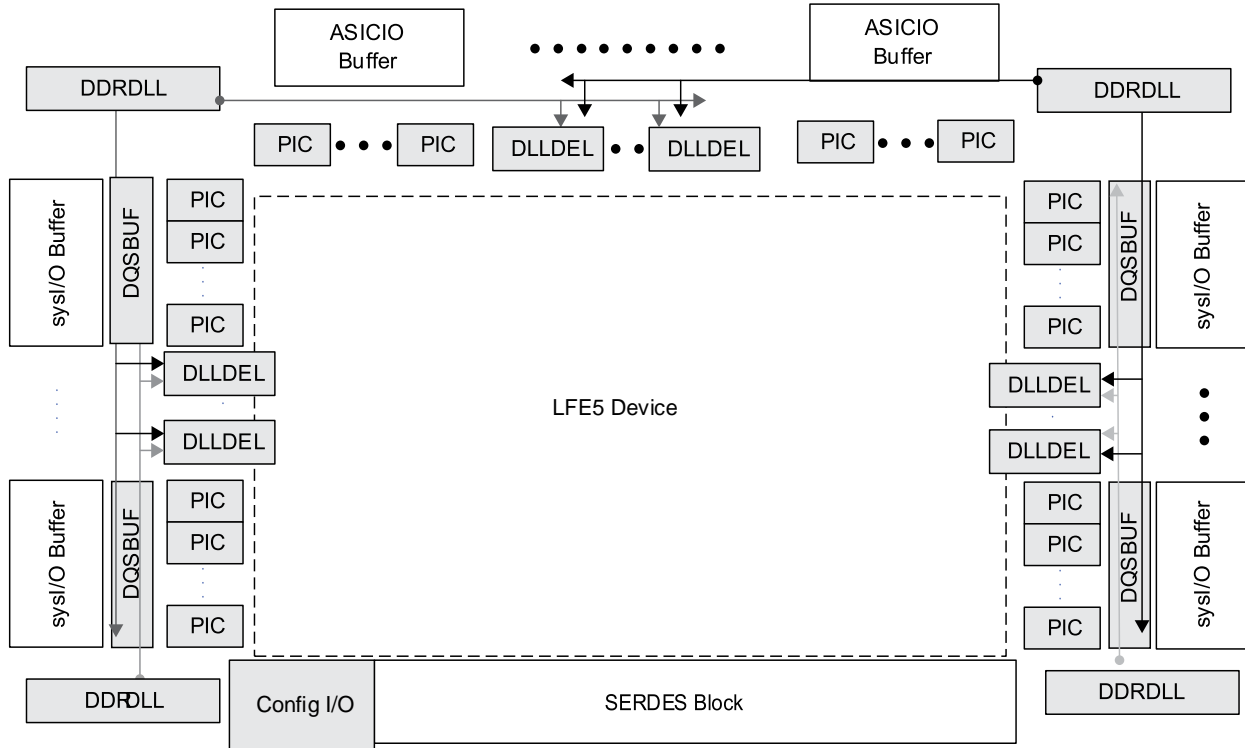 ASICIO
Buffer
ASICIO
Buffer
DDRDLL
DDRDLL
PIC
PIC
DLLDEL
DLLDEL
PIC
PIC
sysI/O Buffer
DQSBUF
PIC
PIC
PIC
DLLDEL
DLLDEL
sysI/O Buffer
DQSBUF
PIC
PIC
PIC
LFE5 Device
PIC
PIC
PIC
DQSBUF
sysI/O Buffer
DLLDEL
DLLDEL
PIC
PIC
PIC
DQSBUF
sysI/O Buffer
DDRDLL
Config I/O
SERDES Block
DDRDLL